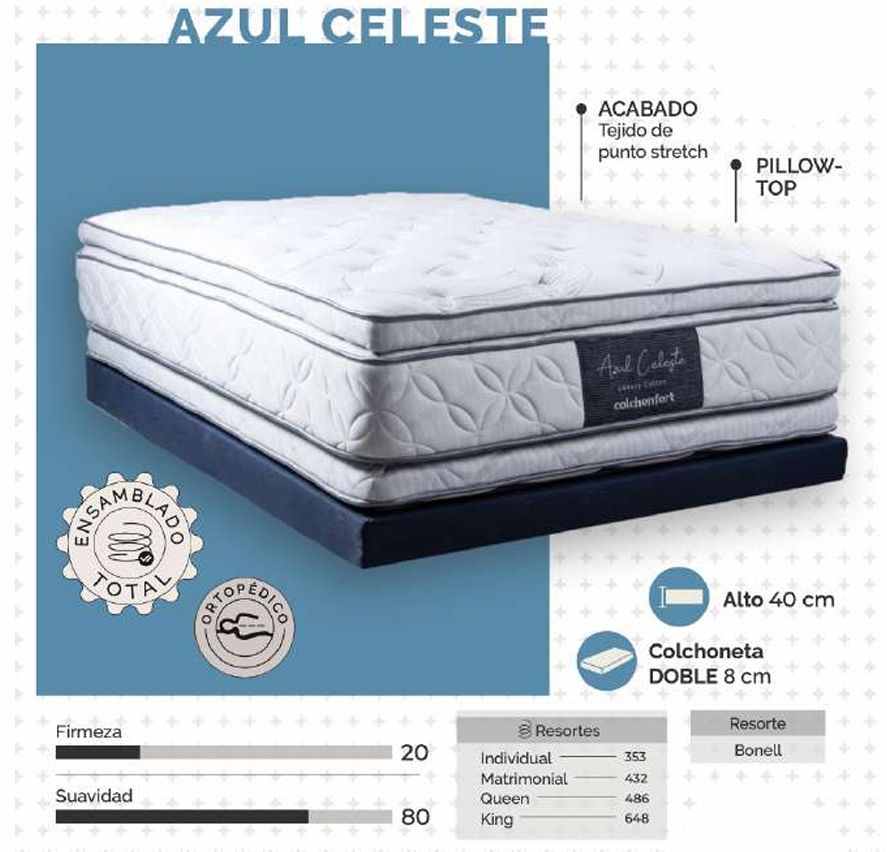 AZUL CELESTE
ACABADO
Tejido de
punto stretch
PILLOW-
TOP
Azul Celeste
colchenfort
ENSAMBLADO
TOTAL
ORTOPÉDICO
Alto 40 cm
Colchoneta
DOBLE 8 cm
Firmeza
20
Suavidad
80
Resortes
Individual 353
Matrimonial 432
Queen 486
King 648
Resorte
Bonell